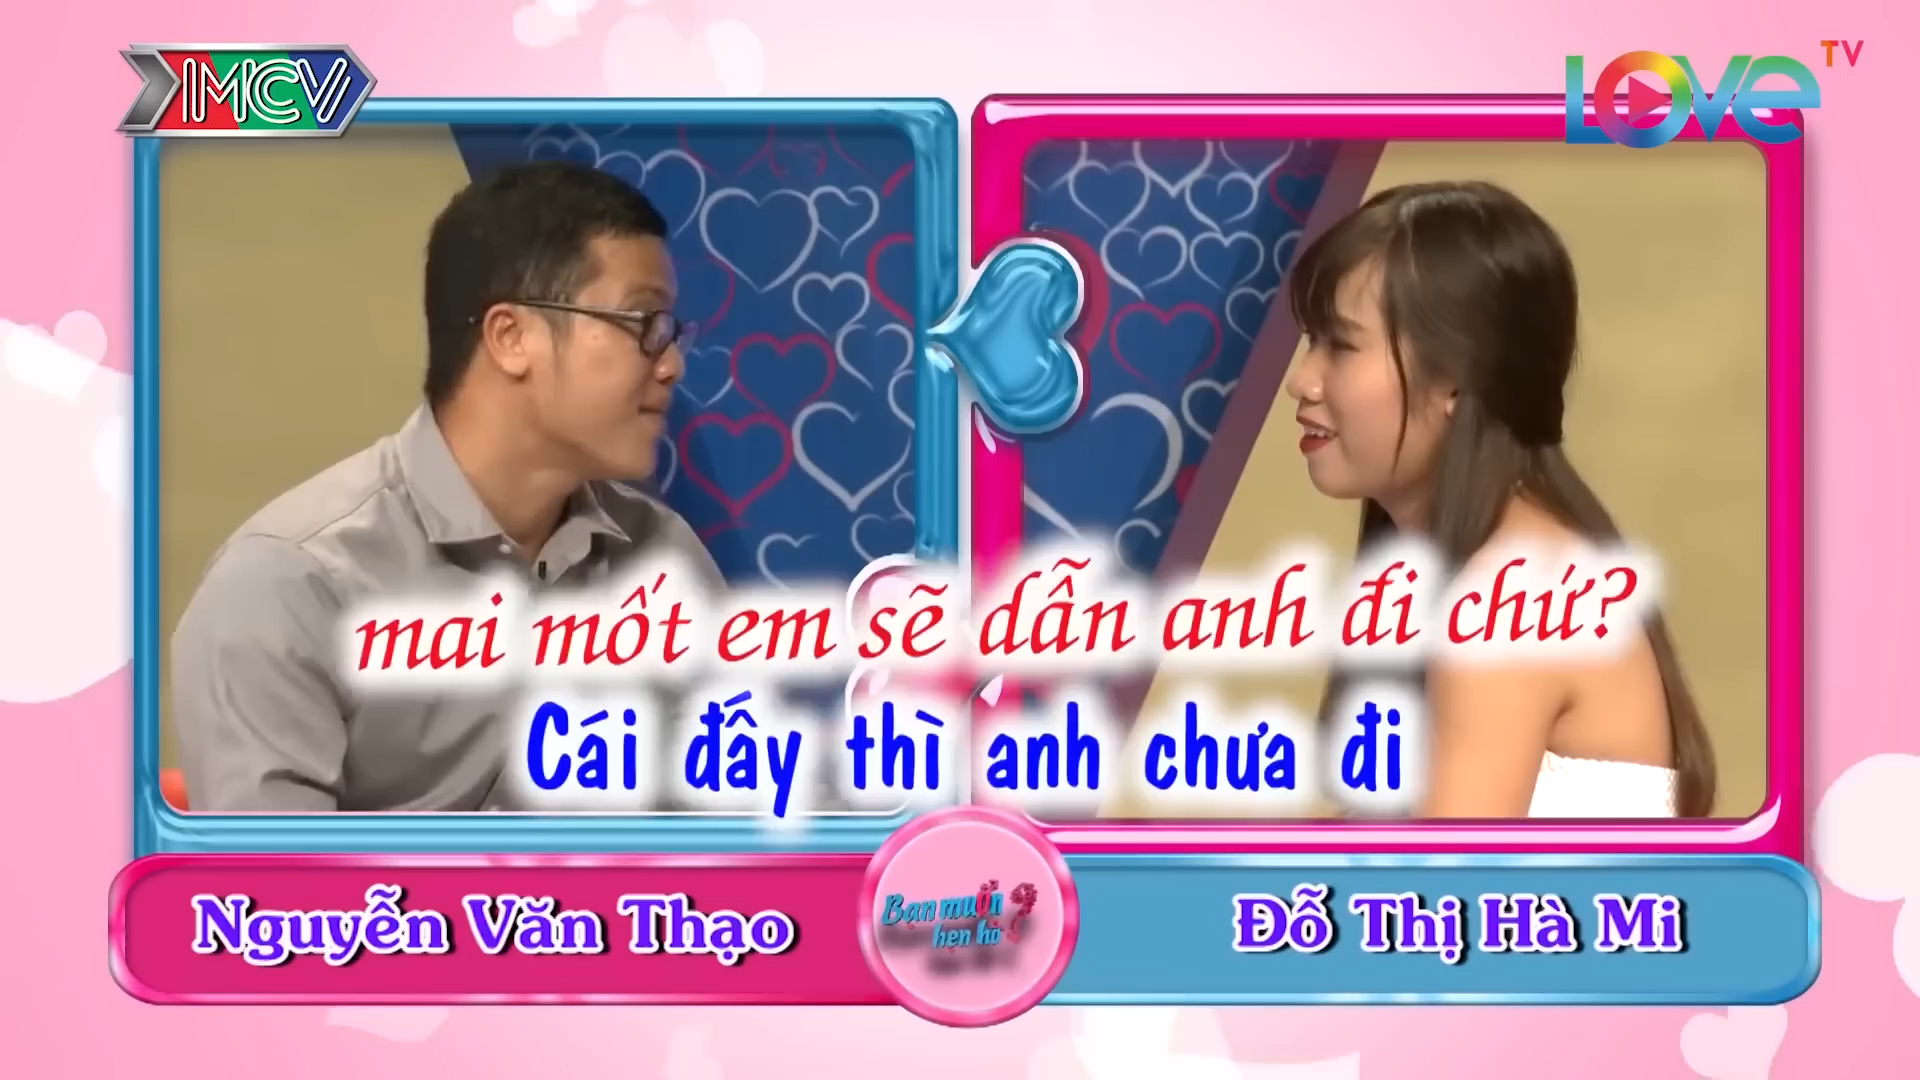 MCV
LOVE TV
mai mốt em sẽ dẫn anh đi chứ?
Cái đấy thì anh chưa đi
Nguyễn Văn Thạo
Bạn muốn
hẹn hò
Đỗ Thị Hà Mi